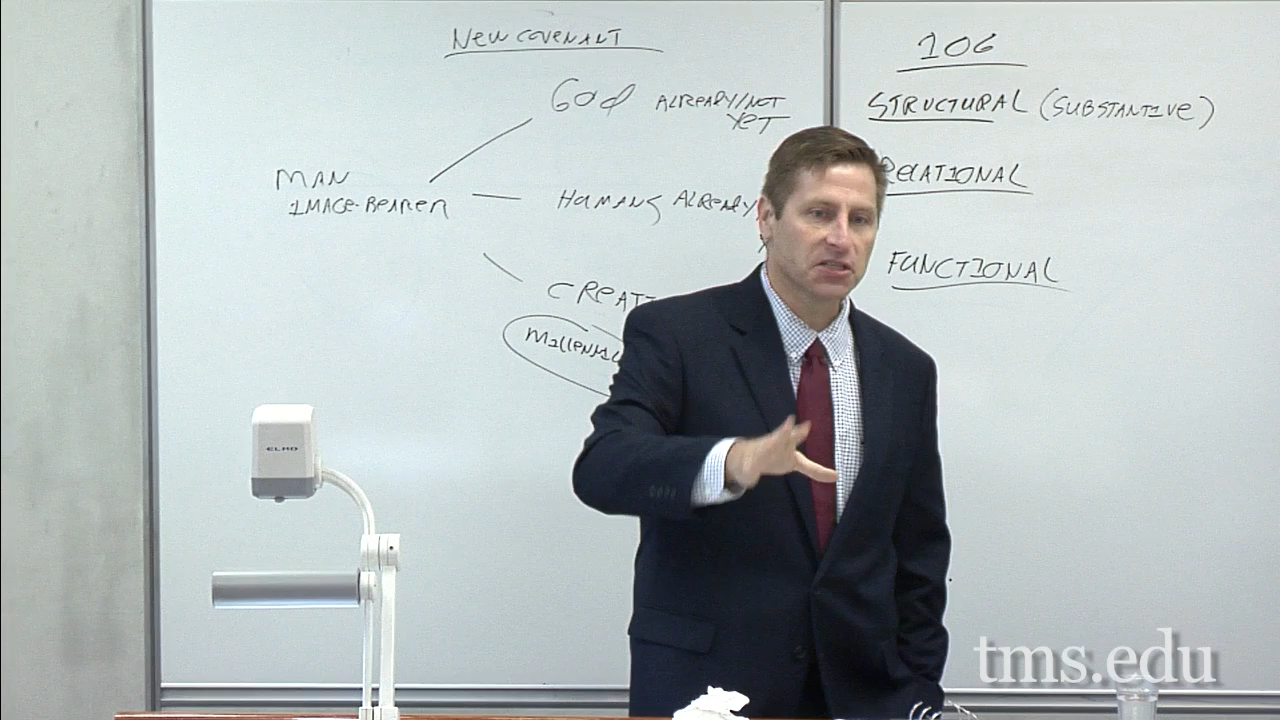 NEW COVENANT
GOD ALREADY/NOT
YET
MAN
IMAGE-BEARER
HUMANS ALREADY
106
STRUCTURAL (SUBSTANTIVE)
RELATIONAL
FUNCTIONAL
ELMO
tms.edu